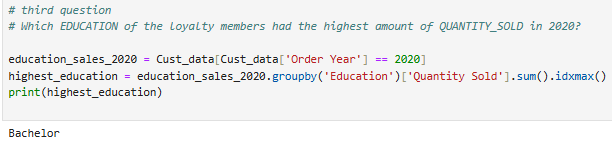 # third question
# Which EDUCATION of the Loyalty members had the highest amount of QUANTITY_SOLD in 2020?
education_sales_2020 = Cust_data[Cust_data['Order Year'] == 2020]
highest_education = education_sales_2020.groupby('Education')['Quantity Sold'].sum().idxmax()
print(highest_education)
Bachelor